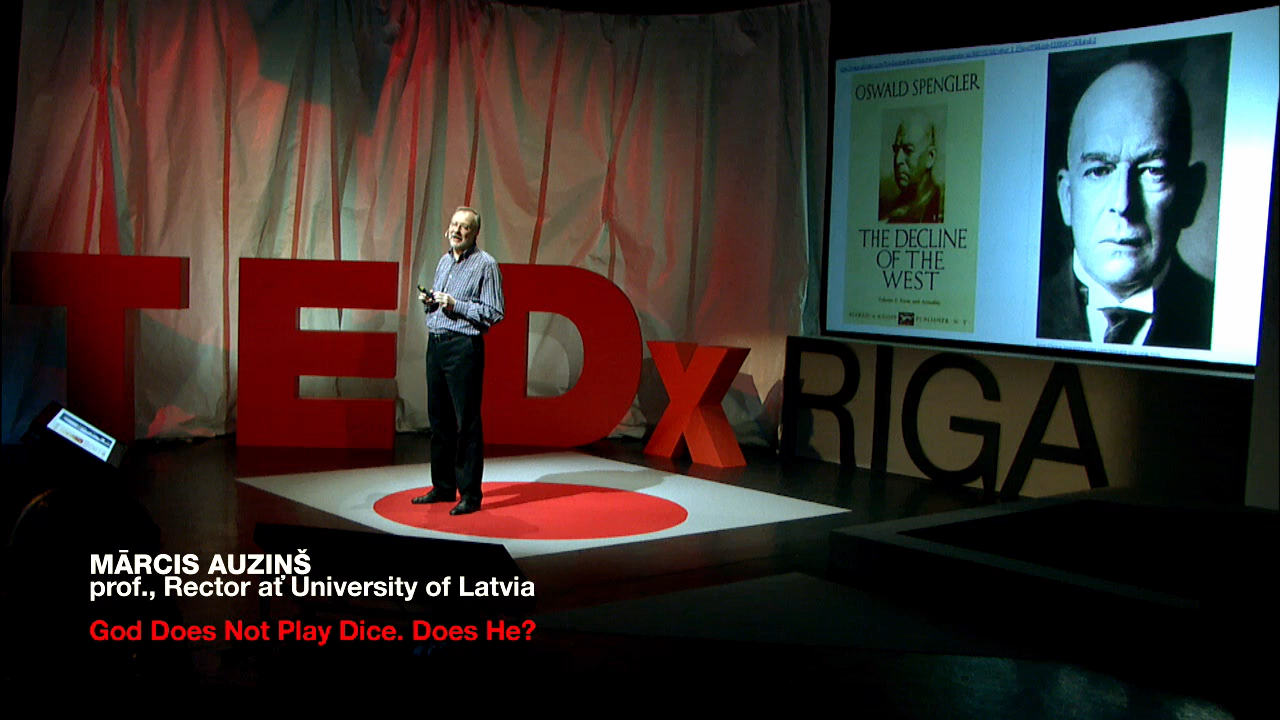 OSWALD SPENGLER
THE DECLINE
OF THE
WEST
TEDx RIGA
MĀRCIS AUZIŅŠ
prof., Rector at University of Latvia
God Does Not Play Dice. Does He?